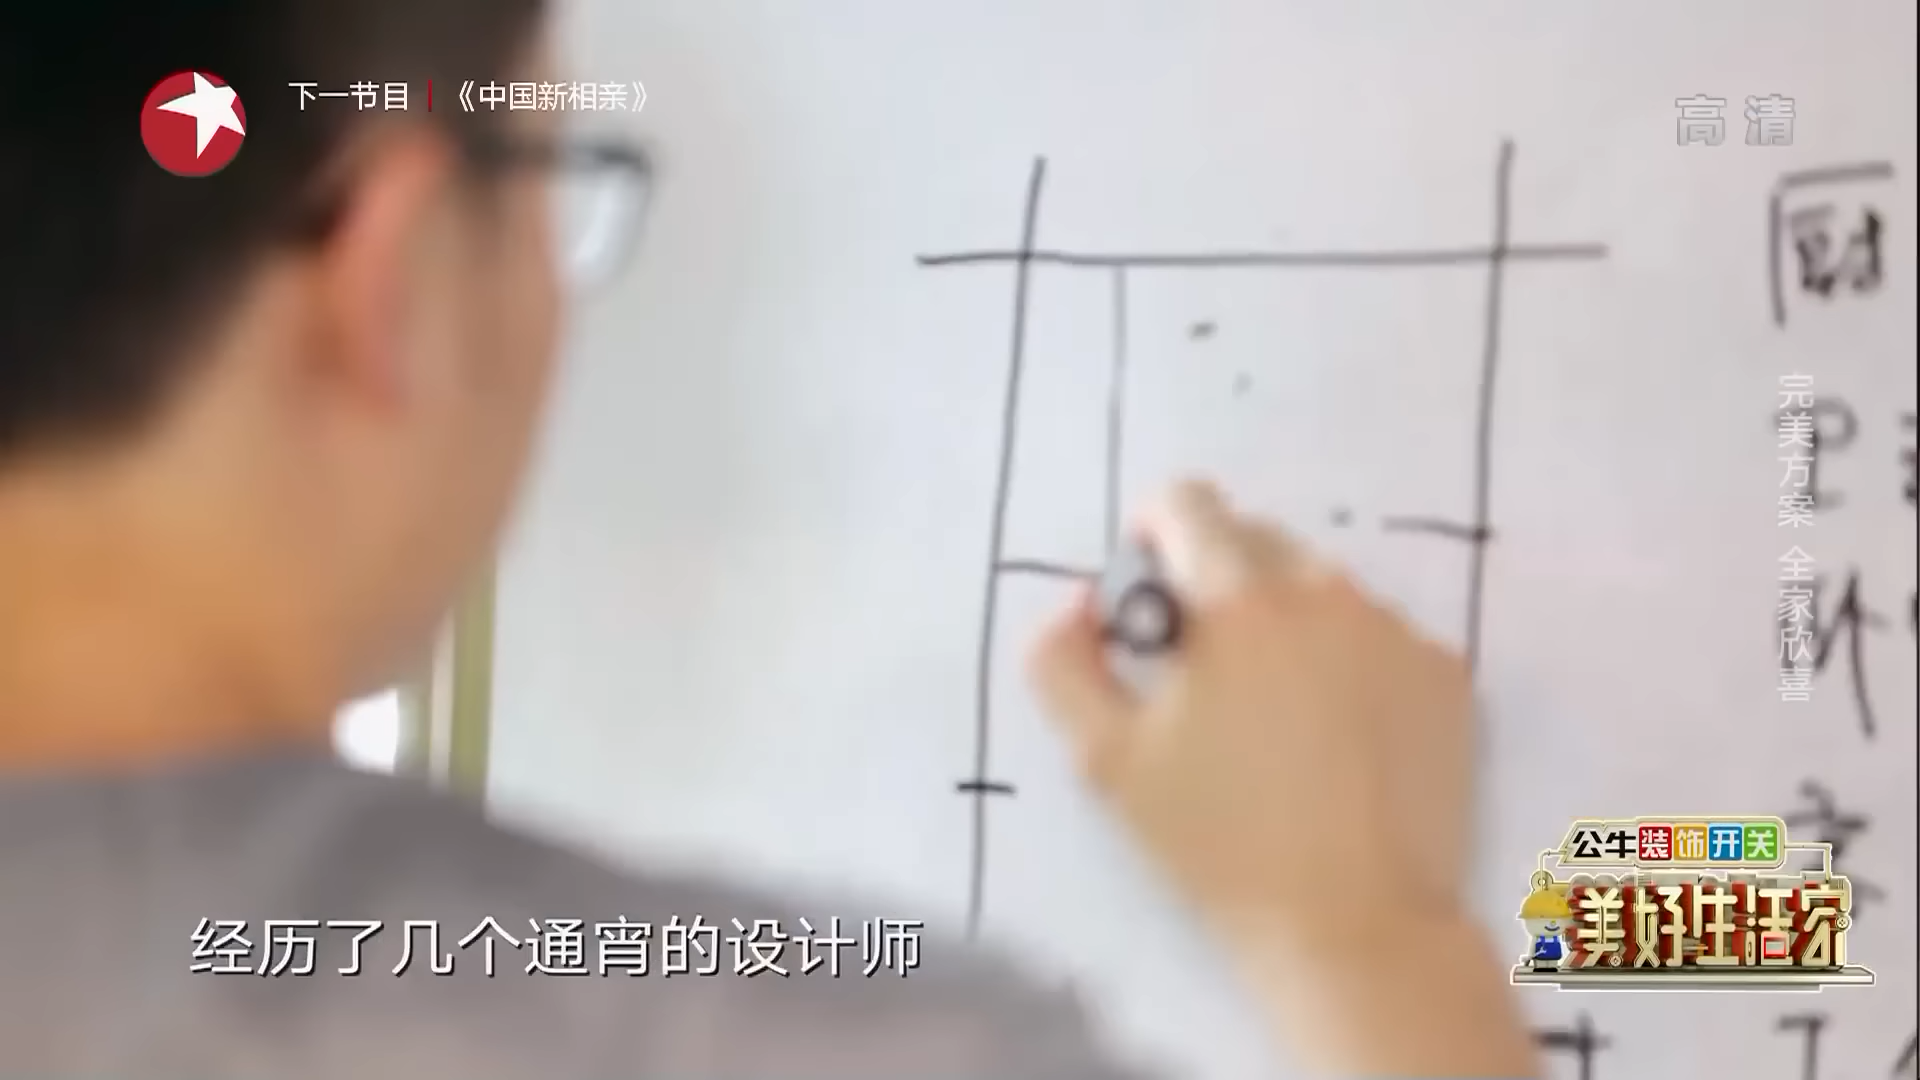 下一节目 | 《中国新相亲》
高清
完美方案 全家欣喜
公牛装饰开关
美好生活家
经历了几个通宵的设计师